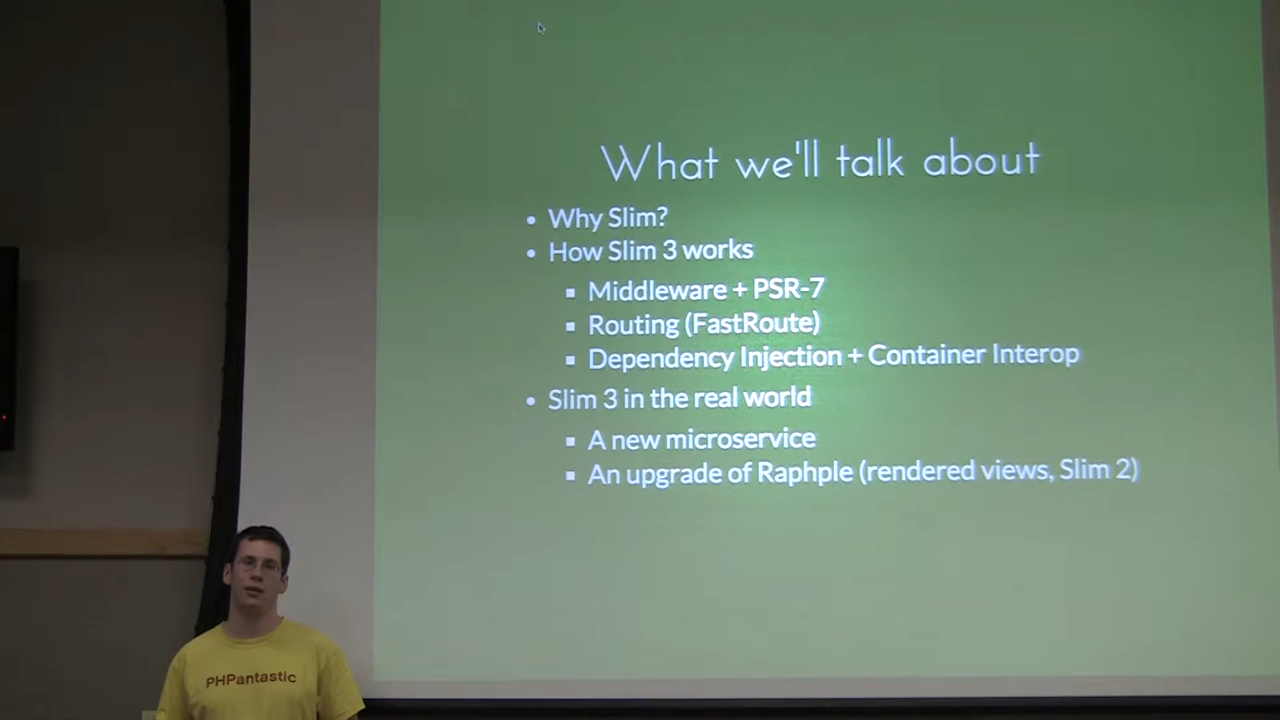 What we'll talk about
Why Slim?
How Slim 3 works
Middleware + PSR-7
Routing (FastRoute)
Dependency Injection + Container Interop
Slim 3 in the real world
A new microservice
An upgrade of Raphple (rendered views, Slim 2)
PHPantastic